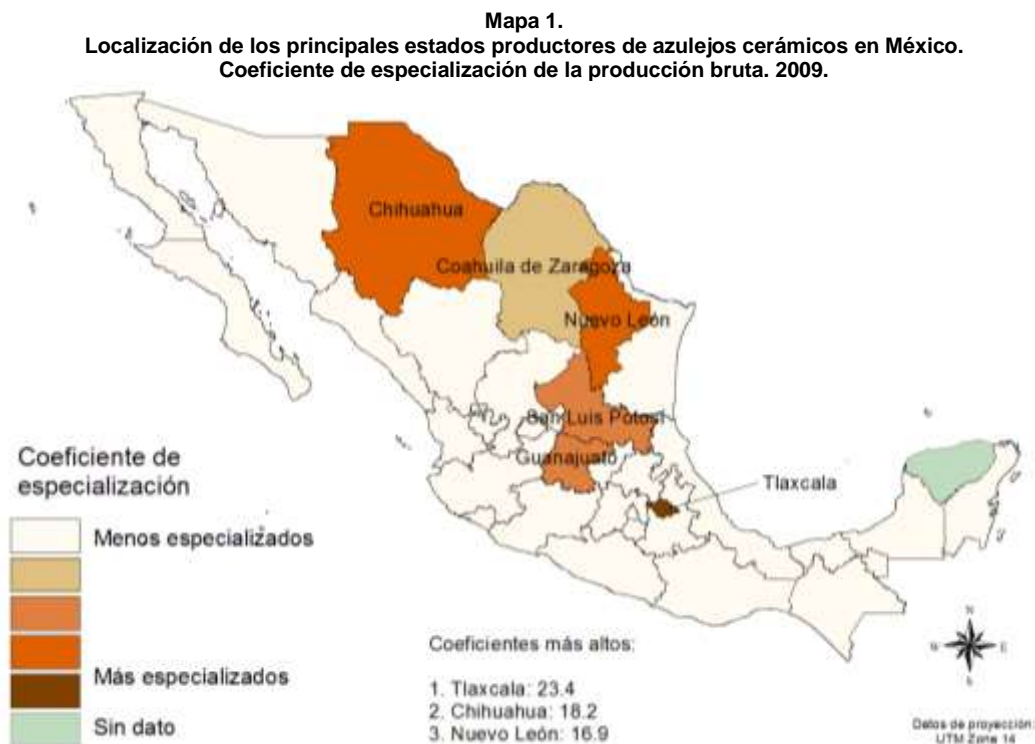 Mapa 1.
Localización de los principales estados productores de azulejos cerámicos en México.
Coeficiente de especialización de la producción bruta. 2009.
Chihuahua
Coahuila de Zaragoza
Nuevo León
San Luis Potosí
Guanajuato
Tlaxcala
Coeficiente de
especialización
Menos especializados
Más especializados
Sin dato
Coeficientes más altos:
1. Tlaxcala: 23.4
2. Chihuahua: 18.2
3. Nuevo León: 16.9
N
W
E
S
Datos de proyección:
UTM Zone 14